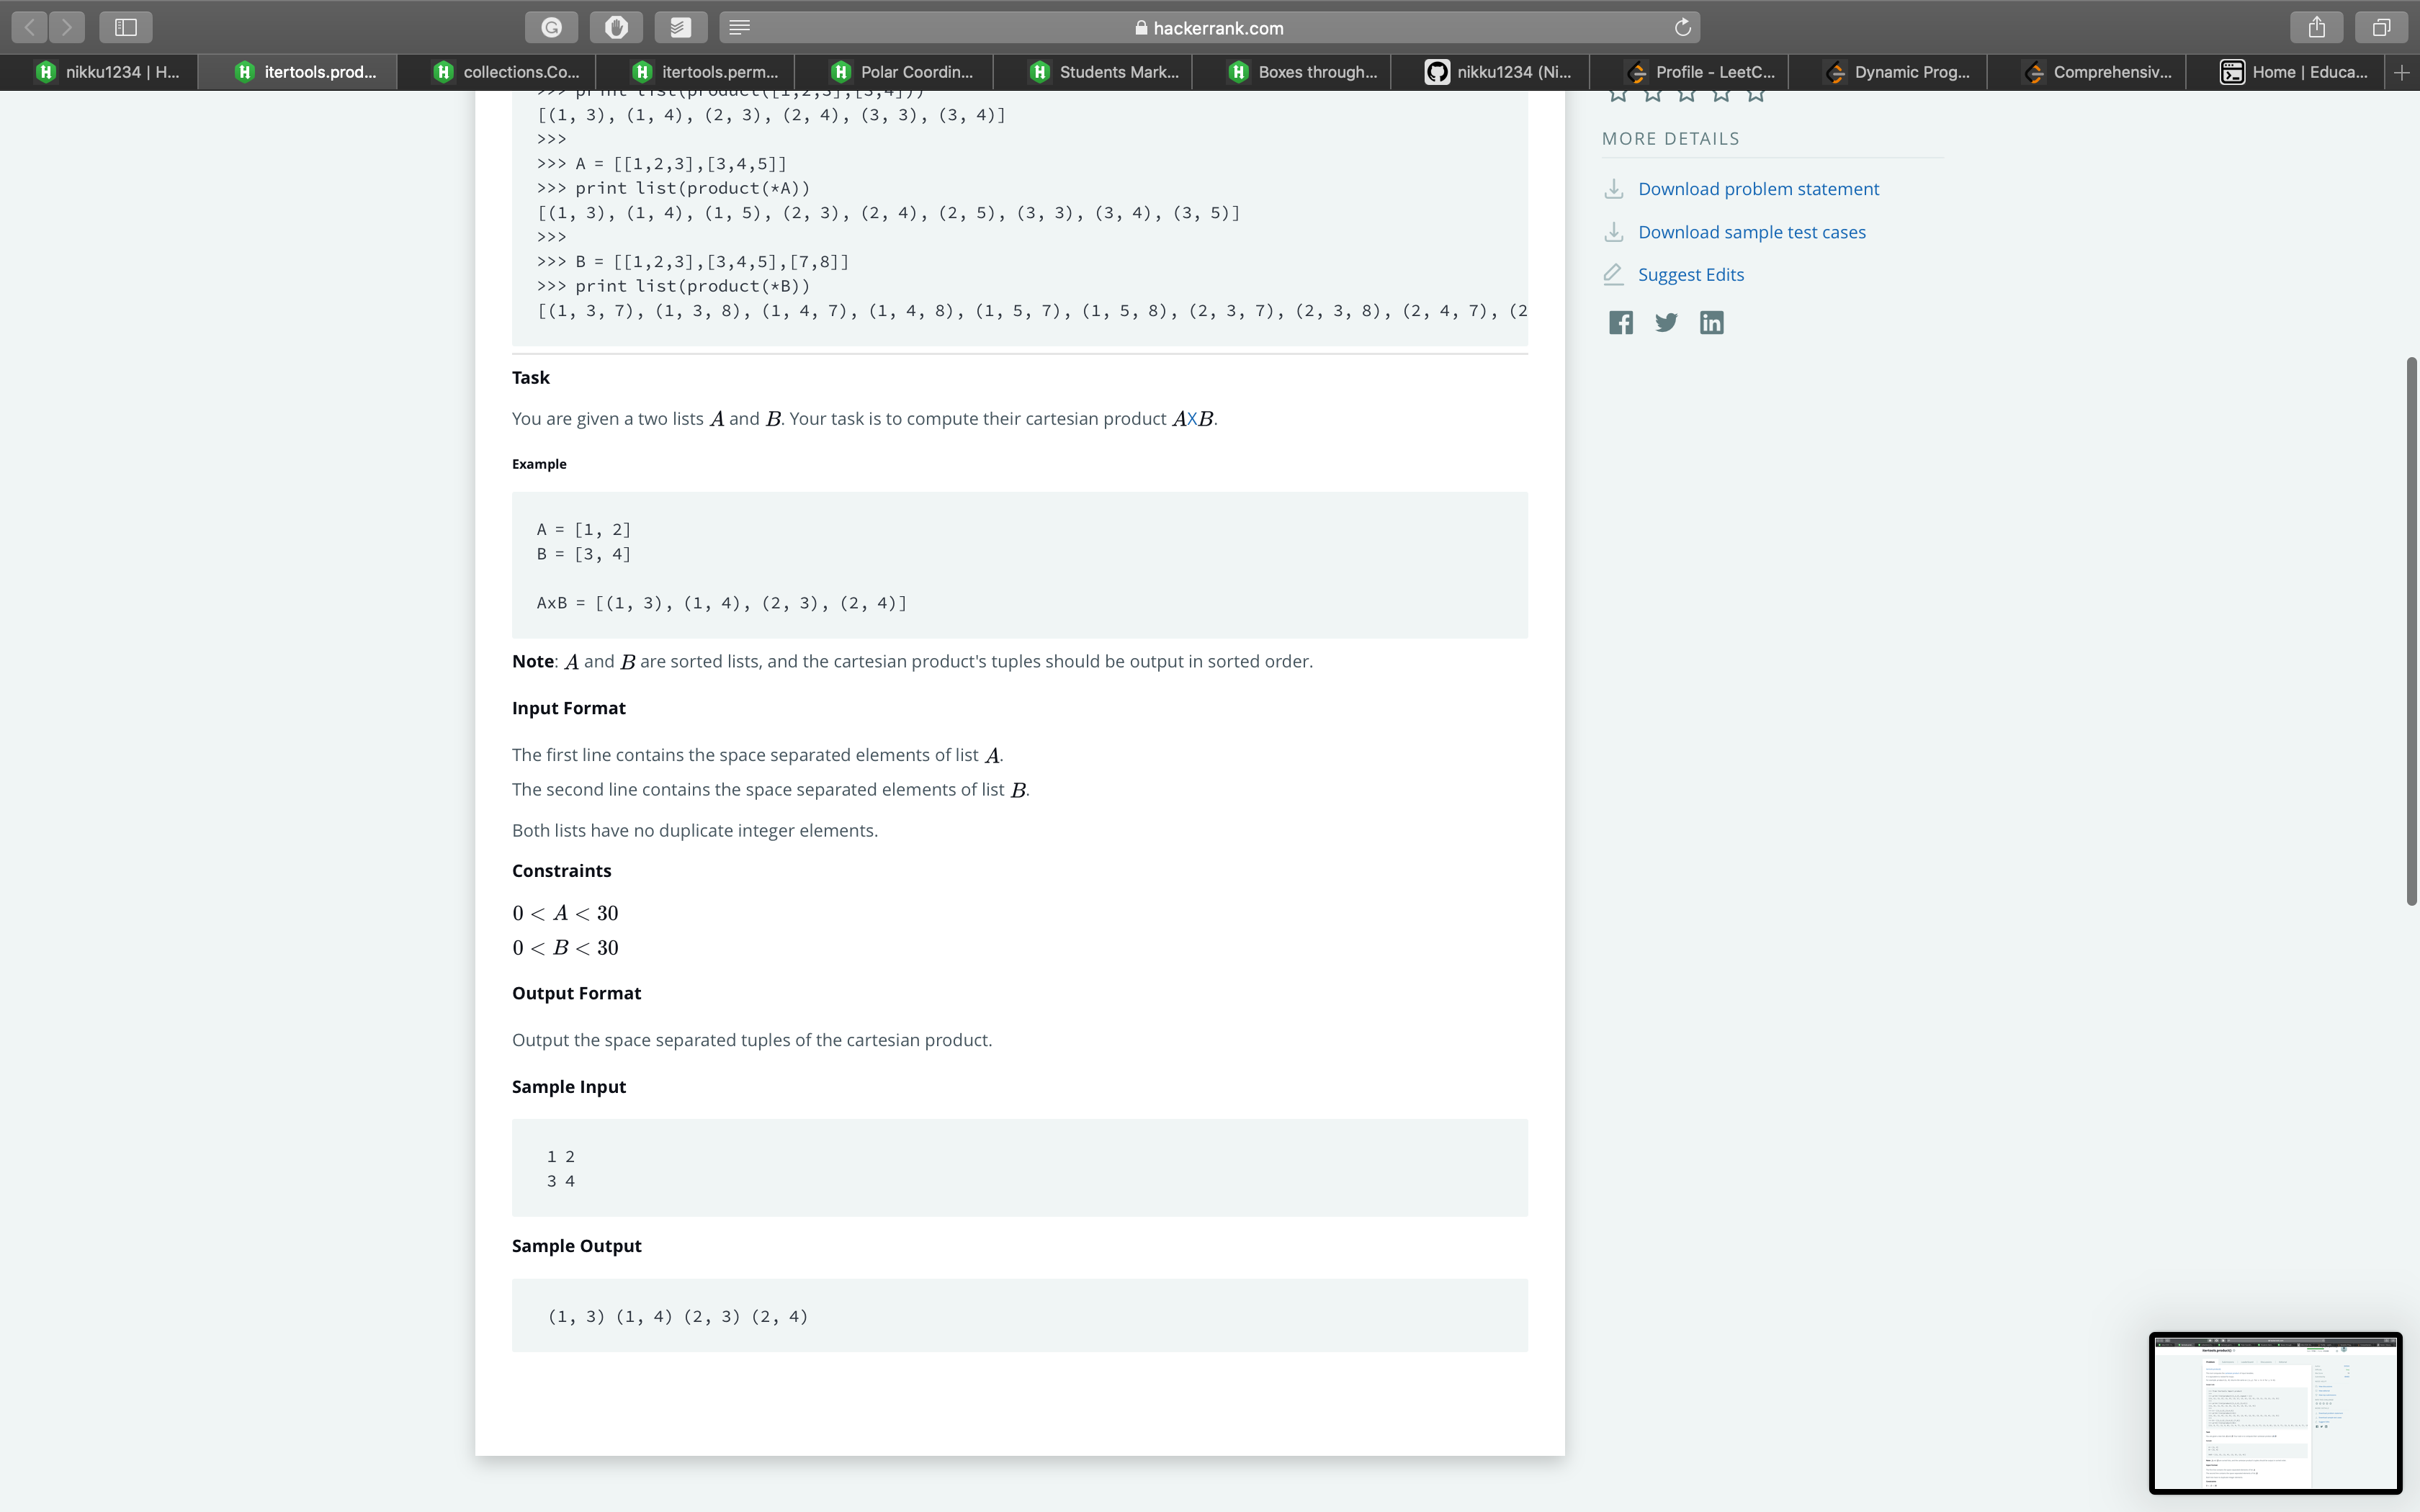 hackerrank.com
nikku1234 | H...
itertools.prod...
collections.Co...
itertools.perm...
Polar Coordin...
Students Mark...
Boxes through...
nikku1234 (Ni...
Profile - LeetC...
Dynamic Prog...
Comprehensiv...
Home | Educa...
>>> print list(product([1,2,3],[3,4]))
[(1, 3), (1, 4), (2, 3), (2, 4), (3, 3), (3, 4)]
>>>
>>> A = [[1,2,3],[3,4,5]]
>>> print list(product(*A))
[(1, 3), (1, 4), (1, 5), (2, 3), (2, 4), (2, 5), (3, 3), (3, 4), (3, 5)]
>>>
>>> B = [[1,2,3],[3,4,5],[7,8]]
>>> print list(product(*B))
[(1, 3, 7), (1, 3, 8), (1, 4, 7), (1, 4, 8), (1, 5, 7), (1, 5, 8), (2, 3, 7), (2, 3, 8), (2, 4, 7), (2
Task
You are given a two lists A and B. Your task is to compute their cartesian product AXB.
Example
A = [1, 2]
B = [3, 4]
AxB = [(1, 3), (1, 4), (2, 3), (2, 4)]
Note: A and B are sorted lists, and the cartesian product's tuples should be output in sorted order.
Input Format
The first line contains the space separated elements of list A.
The second line contains the space separated elements of list B.
Both lists have no duplicate integer elements.
Constraints
0 < A < 30
0 < B < 30
Output Format
Output the space separated tuples of the cartesian product.
Sample Input
1 2
3 4
Sample Output
(1, 3) (1, 4) (2, 3) (2, 4)
MORE DETAILS
Download problem statement
Download sample test cases
Suggest Edits